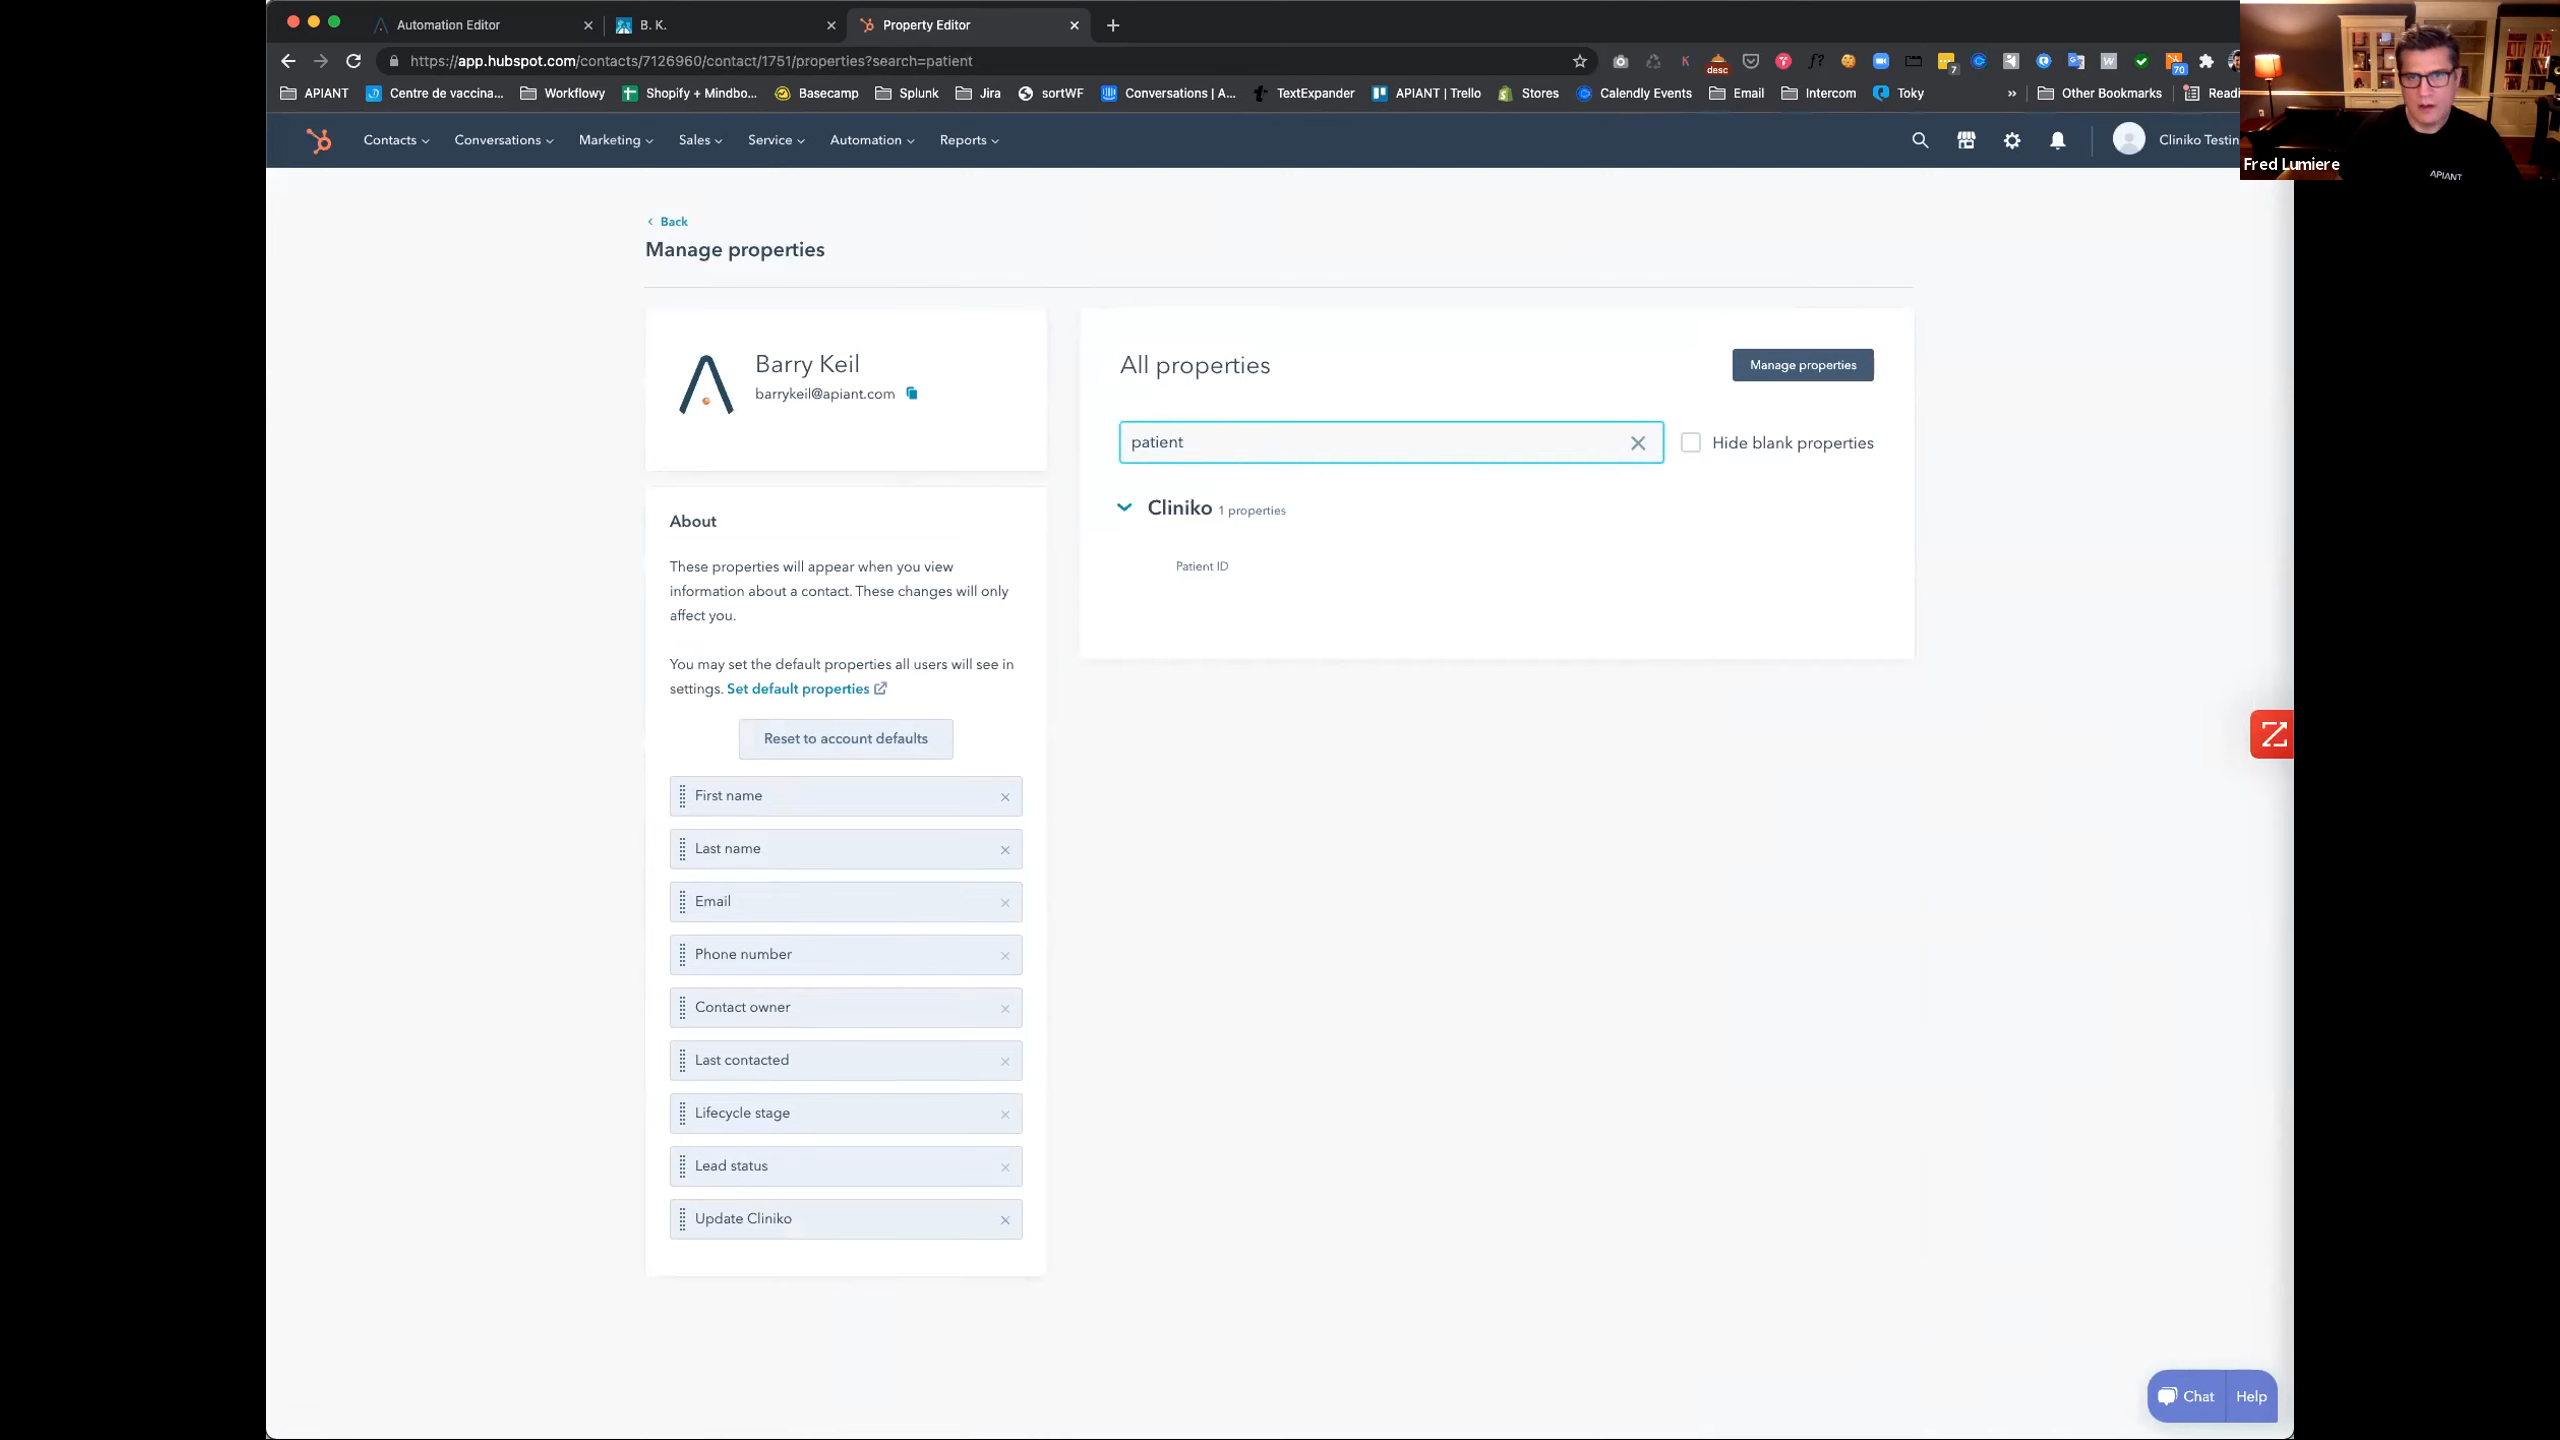 Automation Editor
B. K.
Property Editor
https://app.hubspot.com/contacts/7126960/contact/1751/properties?search=patient
desc
7
70
APIANT
Centre de vaccina...
Workflowy
Shopify + Mindbo...
Basecamp
Splunk
Jira
sortWF
Conversations | A...
TextExpander
APIANT | Trello
Stores
Calendly Events
Email
Intercom
Toky
»
Other Bookmarks
Readi
Contacts
Conversations
Marketing
Sales
Service
Automation
Reports
Cliniko Testin
Fred Lumiere
APIANT
Back
Manage properties
Barry Keil
barrykeil@apiant.com
About
These properties will appear when you view
information about a contact. These changes will only
affect you.
You may set the default properties all users will see in
settings. Set default properties
Reset to account defaults
First name
Last name
Email
Phone number
Contact owner
Last contacted
Lifecycle stage
Lead status
Update Cliniko
All properties
Manage properties
patient
Hide blank properties
Cliniko 1 properties
Patient ID
Chat
Help